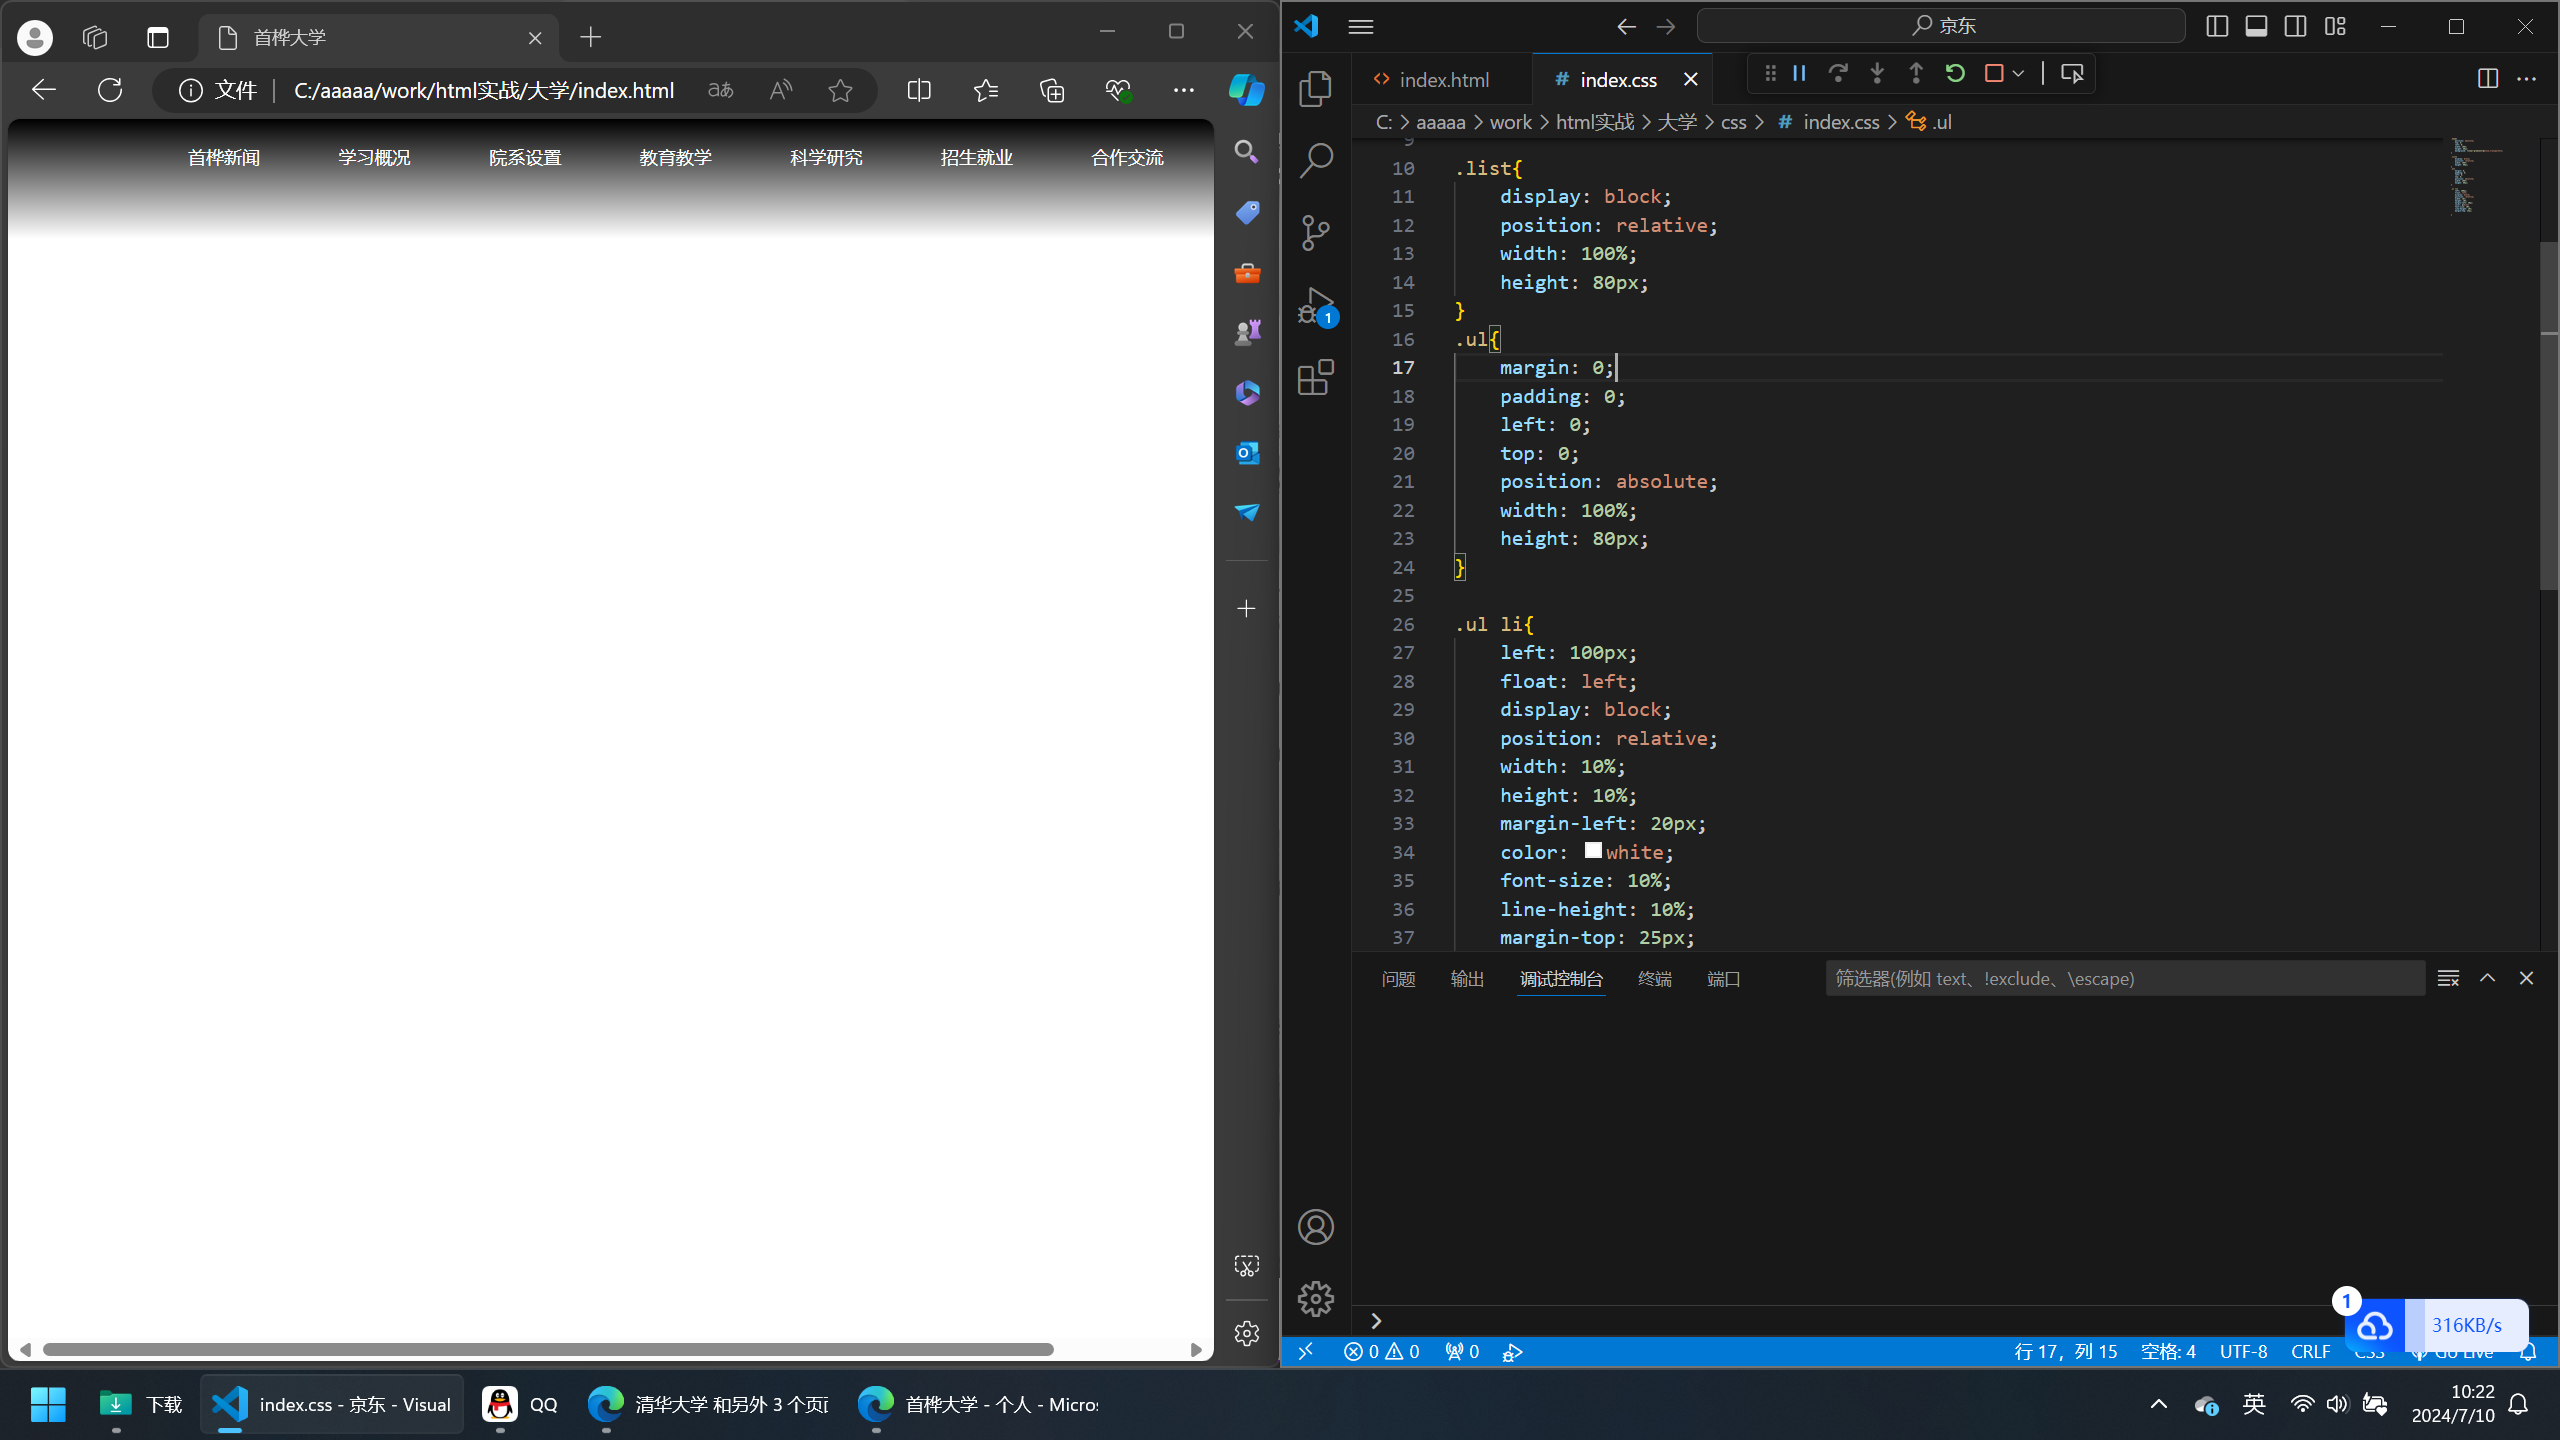 首桦大学
文件
C:/aaaaa/work/html实战/大学/index.html
首桦新闻
学习概况
院系设置
教育教学
科学研究
招生就业
合作交流
京东
index.html
# index.css
C: > aaaaa > work > html实战 > 大学 > css > # index.css > .ul
9
10 .list{
11 display: block;
12 position: relative;
13 width: 100%;
14 height: 80px;
15 }
16 .ul{
17 margin: 0;
18 padding: 0;
19 left: 0;
20 top: 0;
21 position: absolute;
22 width: 100%;
23 height: 80px;
24 }
25
26 .ul li{
27 left: 100px;
28 float: left;
29 display: block;
30 position: relative;
31 width: 10%;
32 height: 10%;
33 margin-left: 20px;
34 color: white;
35 font-size: 10%;
36 line-height: 10%;
37 margin-top: 25px;
1
问题
输出
调试控制台
终端
端口
筛选器(例如 text、!exclude、\escape)
1
316KB/s
0 0
0
行 17，列 15
空格: 4
UTF-8
CRLF
CSS
Go Live
下载
index.css - 京东 - Visual
QQ
清华大学 和另外 3 个页面
首桦大学 - 个人 - Micros
英
10:22
2024/7/10